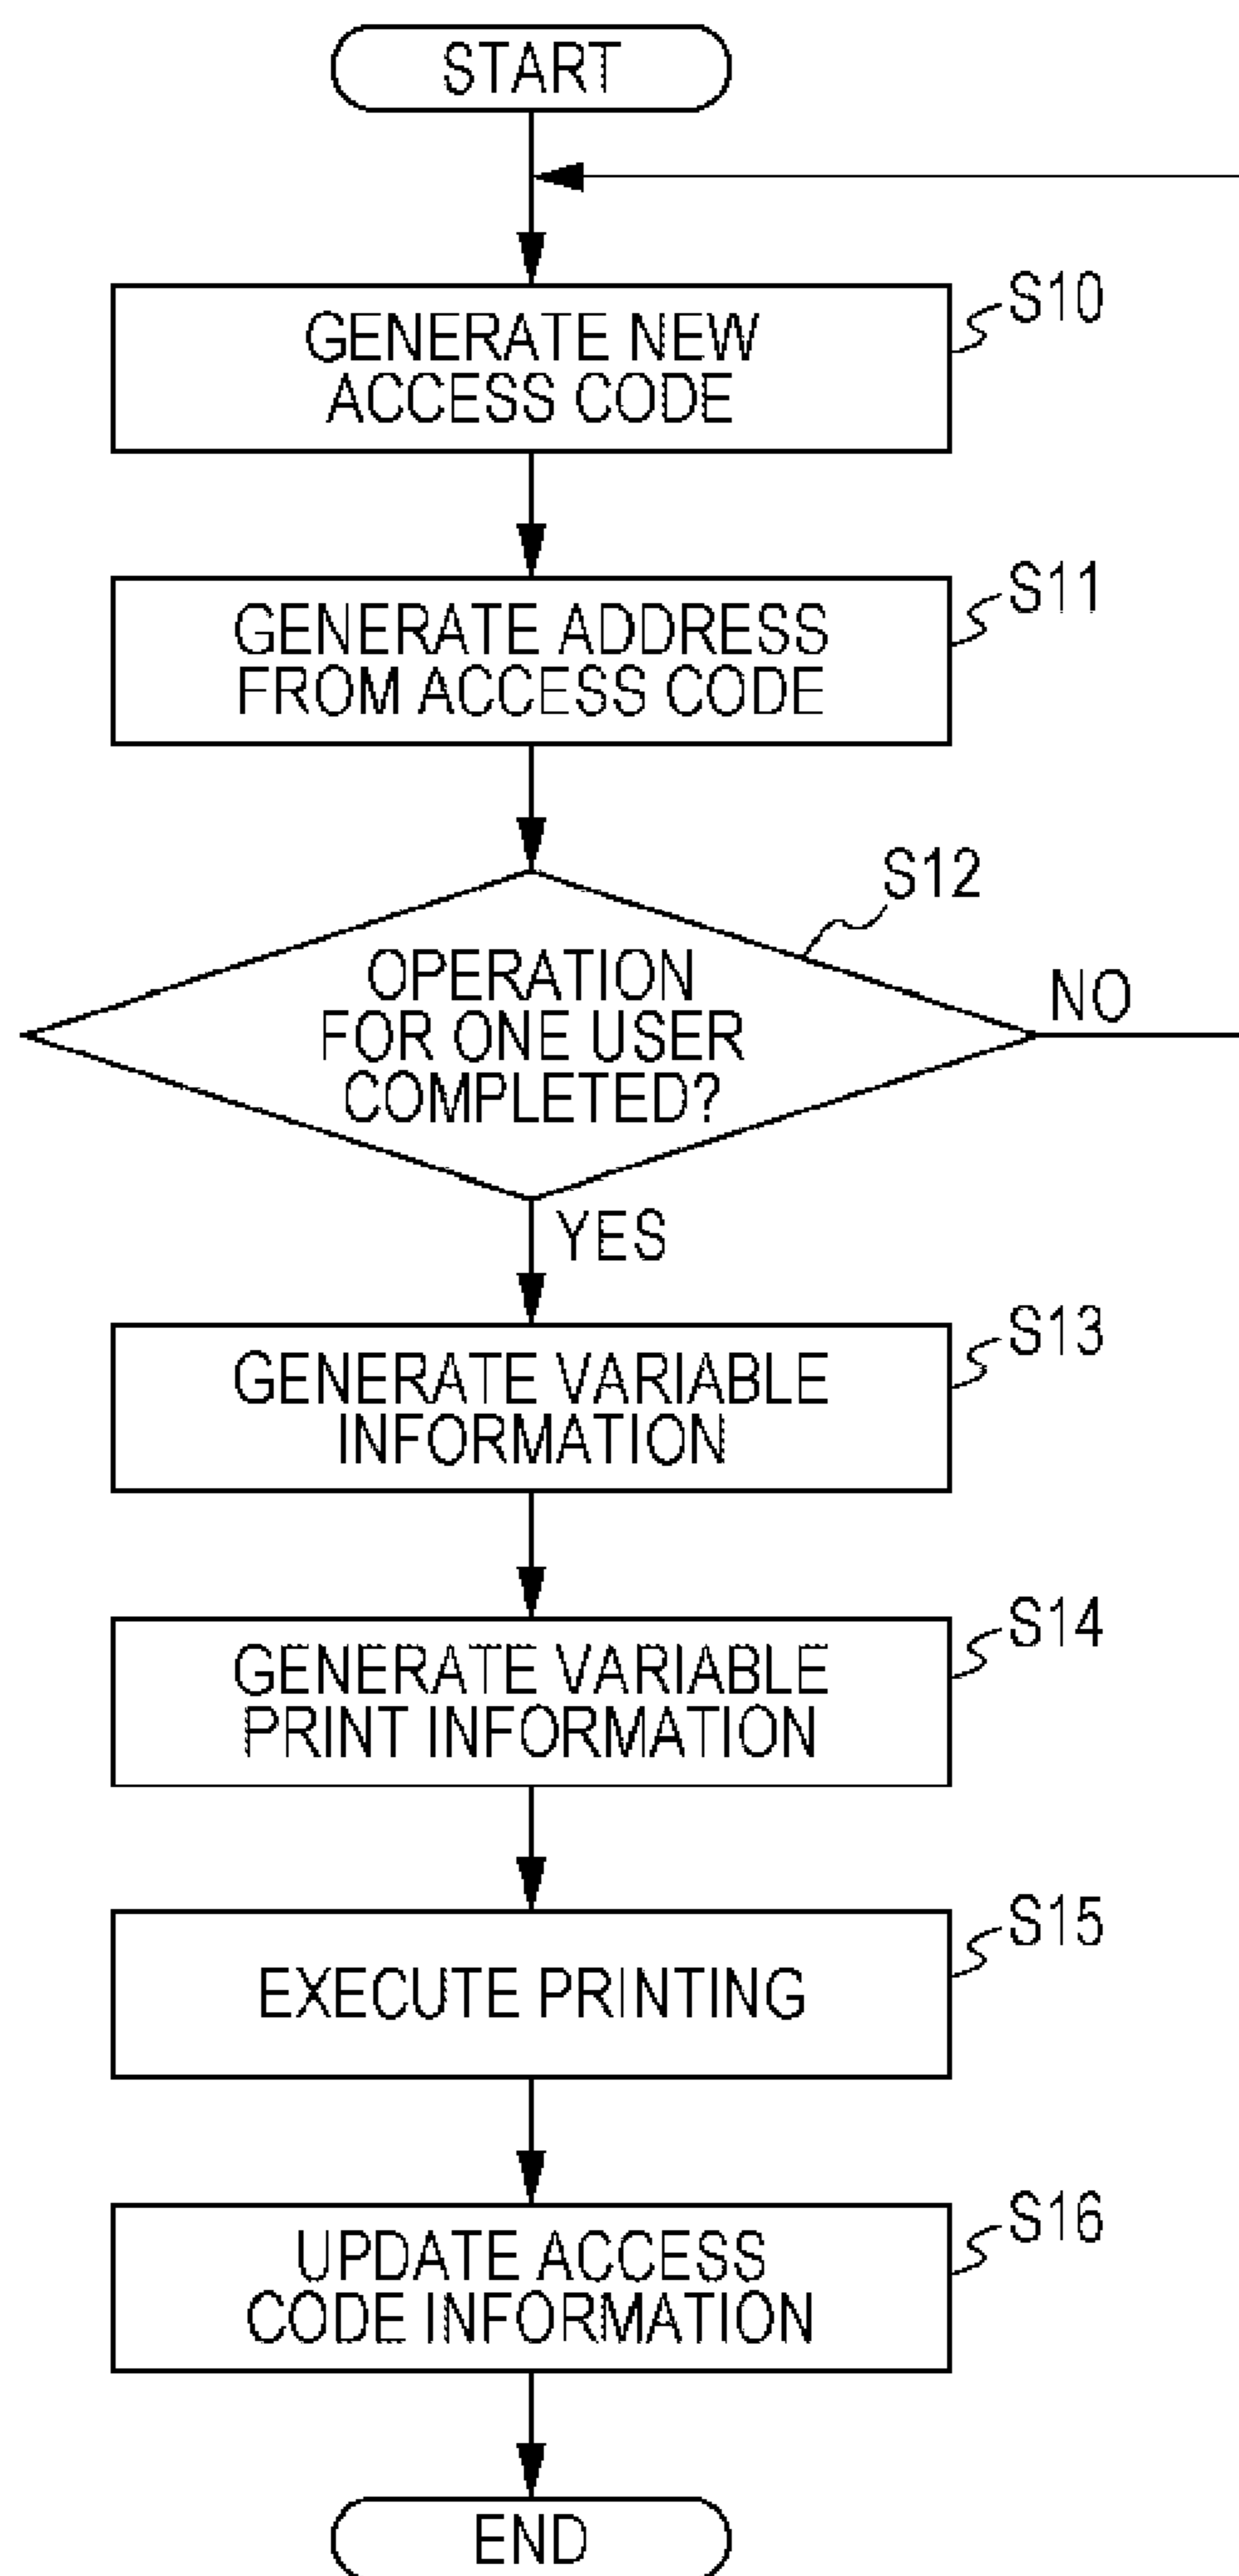 START
S10
GENERATE NEW
ACCESS CODE
S11
GENERATE ADDRESS
FROM ACCESS CODE
S12
OPERATION
FOR ONE USER
COMPLETED?
NO
YES
S13
GENERATE VARIABLE
INFORMATION
S14
GENERATE VARIABLE
PRINT INFORMATION
S15
EXECUTE PRINTING
S16
UPDATE ACCESS
CODE INFORMATION
END